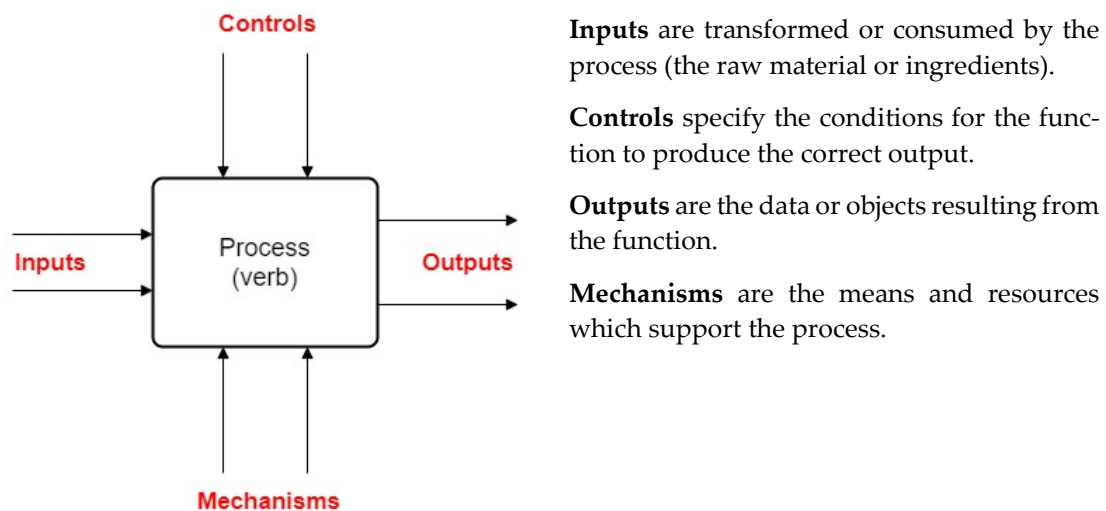 Controls
Inputs
Process
(verb)
Outputs
Mechanisms
Inputs are transformed or consumed by the
process (the raw material or ingredients).
Controls specify the conditions for the func-
tion to produce the correct output.
Outputs are the data or objects resulting from
the function.
Mechanisms are the means and resources
which support the process.